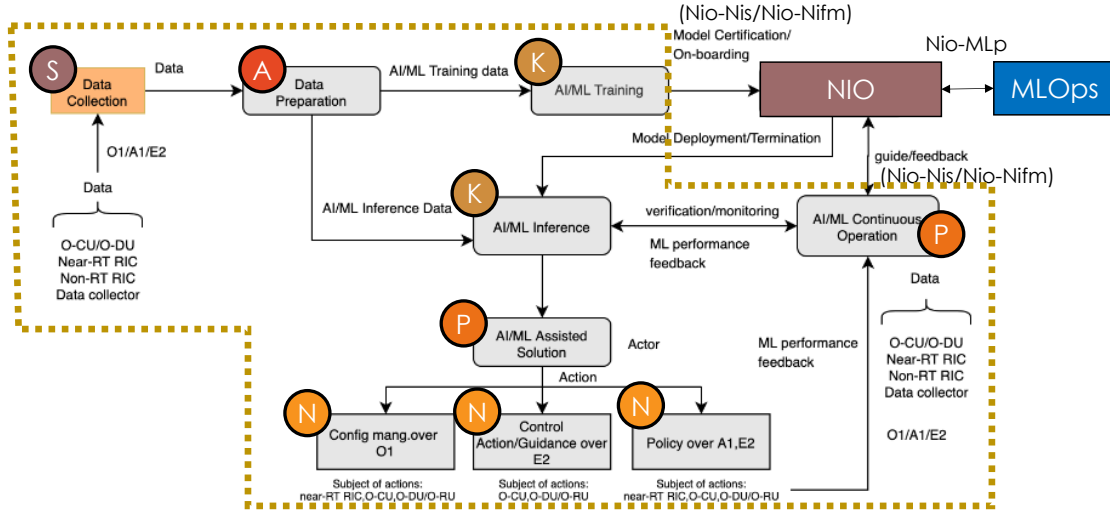 (Nio-Nis/Nio-Nifm)
Model Certification/
On-boarding
Nio-MLp
S
Data
Collection
Data
A
Data
Preparation
AI/ML Training data
K
AI/ML Training
NIO
MLOps
O1/A1/E2
Model Deployment/Termination
guide/feedback
(Nio-Nis/Nio-Nifm)
Data
O-CU/O-DU
Near-RT RIC
Non-RT RIC
Data collector
AI/ML Inference Data
K
AI/ML Inference
verification/monitoring
ML performance
feedback
AI/ML Continuous
Operation
P
Data
O-CU/O-DU
Near-RT RIC
Non-RT RIC
Data collector
O1/A1/E2
P
AI/ML Assisted
Solution
Actor
ML performance
feedback
Action
N
Config mang.over
O1
N
Control
Action/Guidance over
E2
N
Policy over A1,E2
Subject of actions:
near-RT RIC,O-CU,O-DU/O-RU
Subject of actions:
O-CU,O-DU/O-RU
Subject of actions:
near-RT RIC,O-CU,O-DU/O-RU